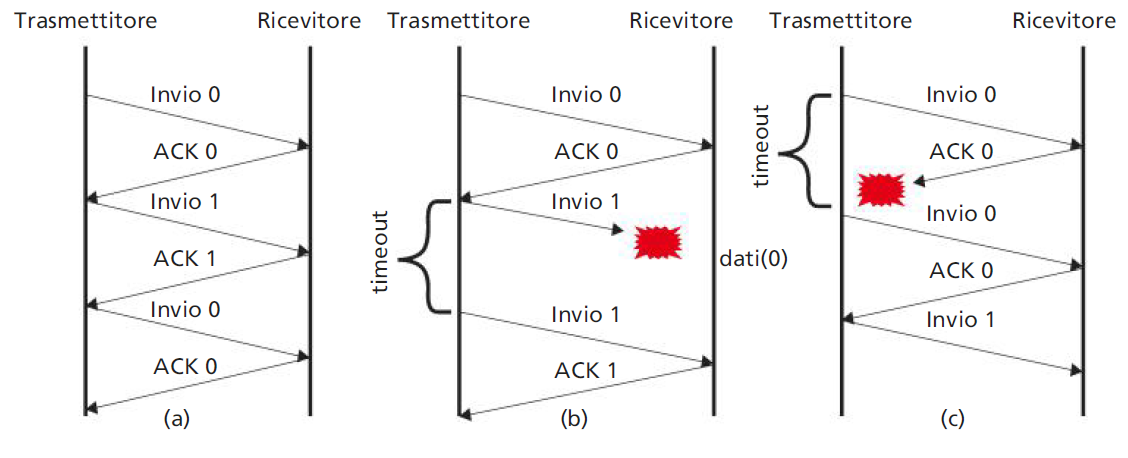 Trasmettitore Ricevitore
Invio 0
ACK 0
Invio 1
ACK 1
Invio 0
ACK 0
(a)
Trasmettitore Ricevitore
Invio 0
ACK 0
Invio 1
timeout
dati(0)
Invio 1
ACK 1
(b)
Trasmettitore Ricevitore
Invio 0
timeout
ACK 0
Invio 0
ACK 0
Invio 1
(c)